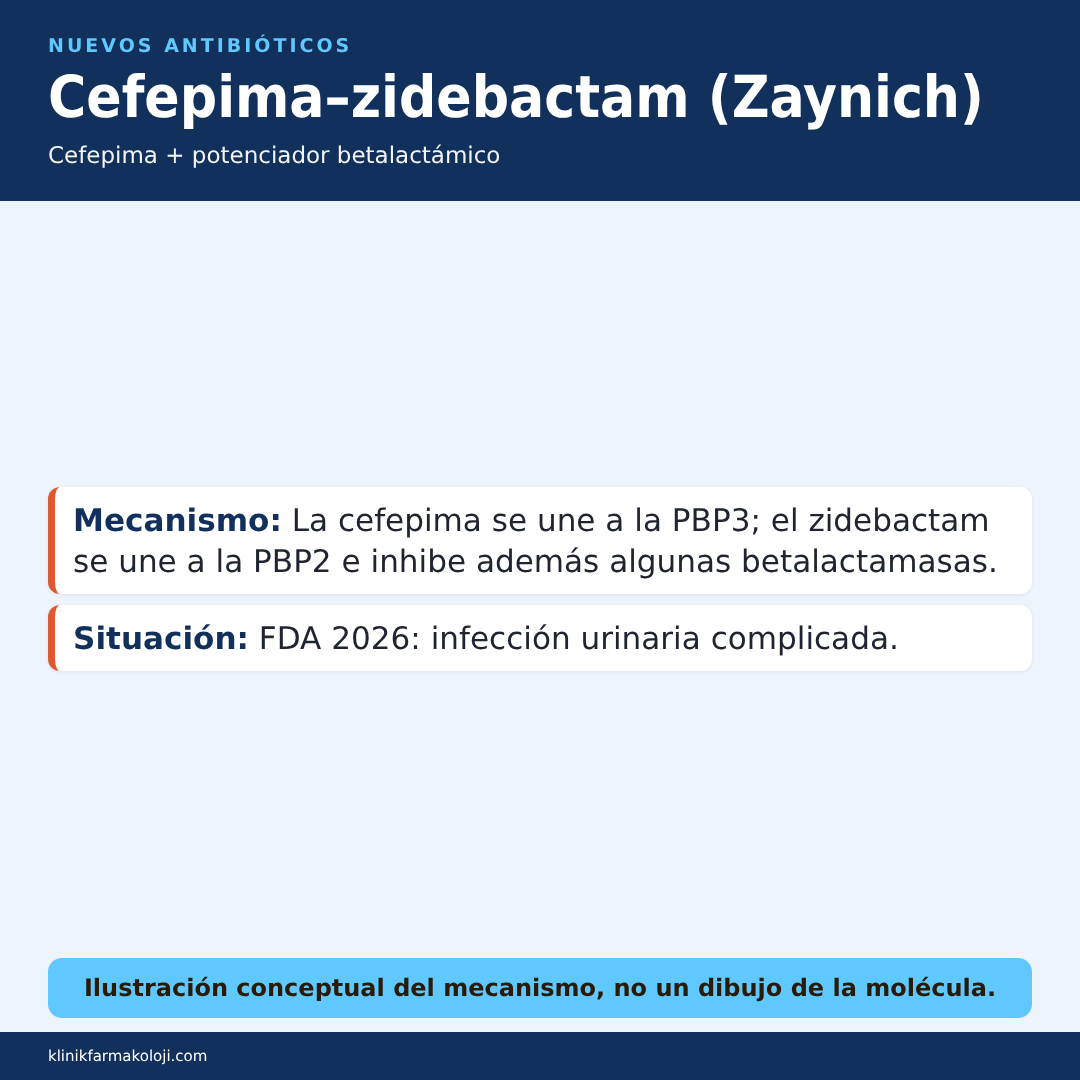 NUEVOS ANTIBIÓTICOS
Cefepima–zidebactam (Zaynich)
Cefepima + potenciador betalactámico
Mecanismo: La cefepima se une a la PBP3; el zidebactam
se une a la PBP2 e inhibe además algunas betalactamasas.
Situación: FDA 2026: infección urinaria complicada.
Ilustración conceptual del mecanismo, no un dibujo de la molécula.
klinikfarmakoloji.com